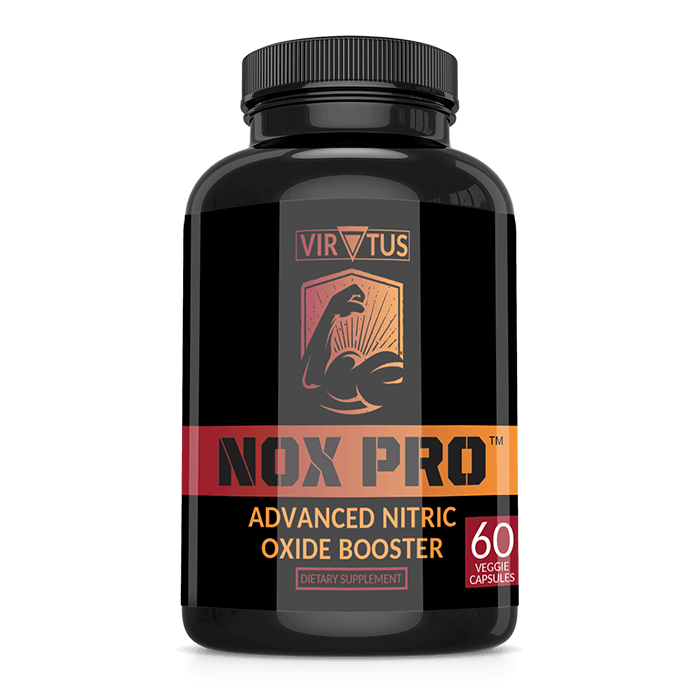 VIRTUS
NOX PRO™
ADVANCED NITRIC
OXIDE BOOSTER
DIETARY SUPPLEMENT
60
VEGGIE
CAPSULES